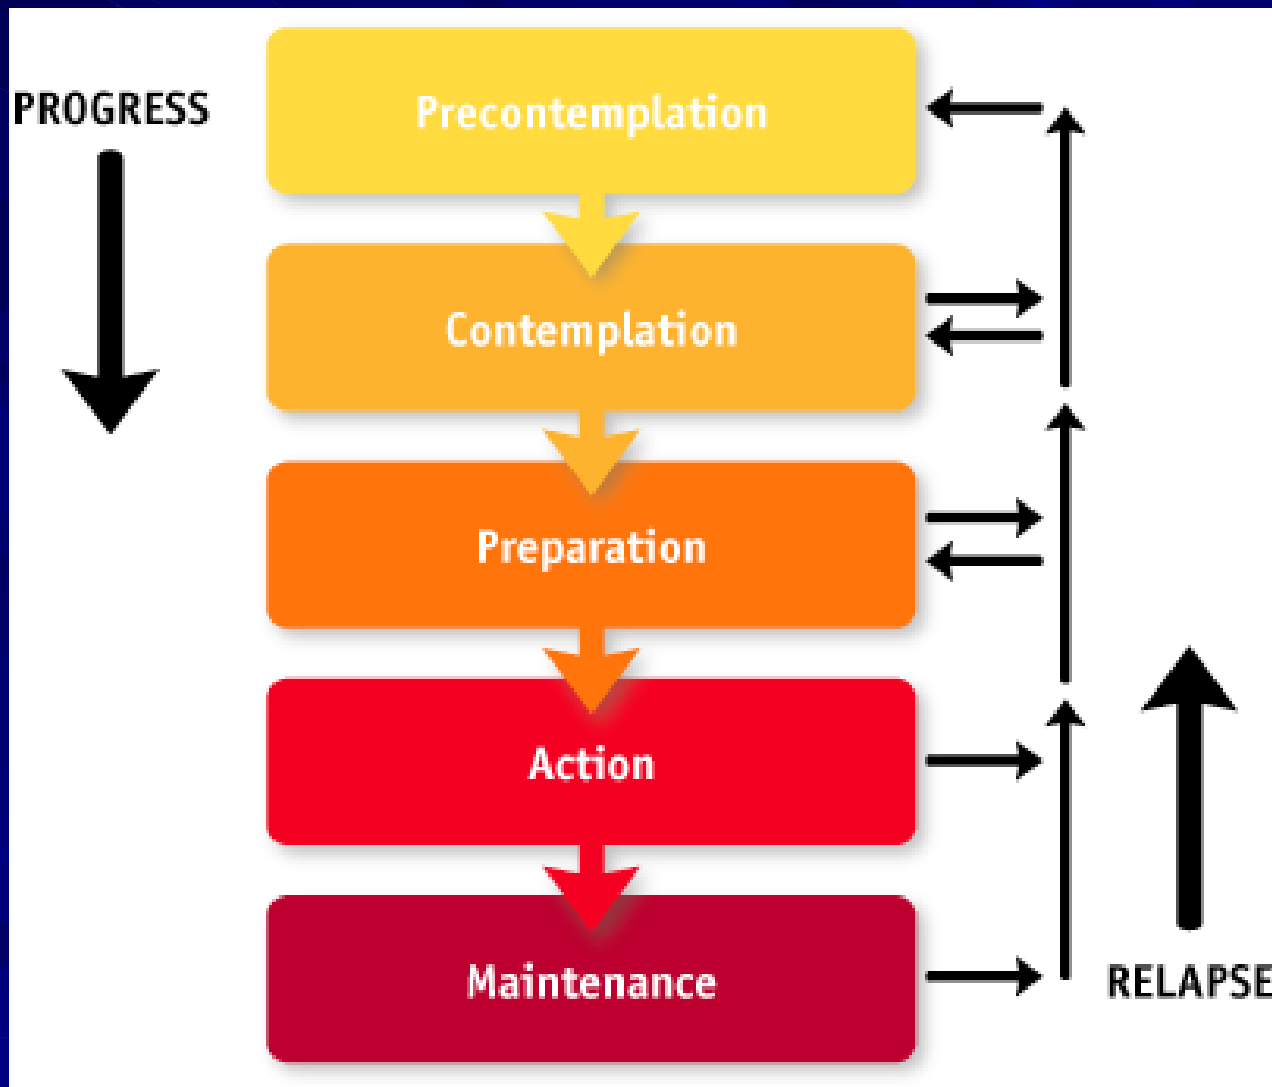 PROGRESS
Precontemplation
Contemplation
Preparation
Action
Maintenance
RELAPSE